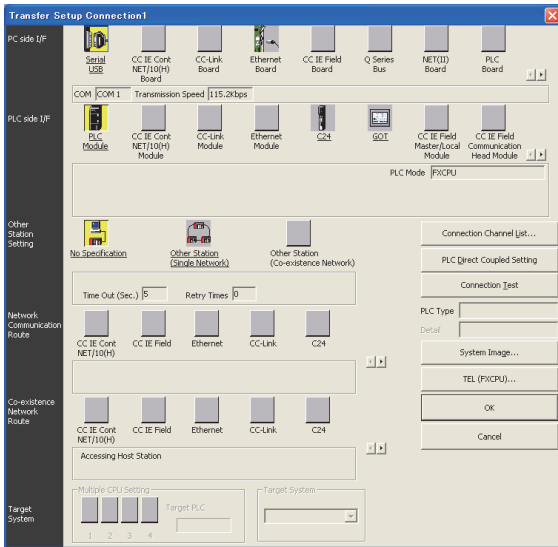 Transfer Setup Connection1
PC side I/F
Serial
USB
CC IE Cont
NET/10(H)
Board
CC-Link
Board
Ethernet
Board
CC IE Field
Board
Q Series
Bus
NET(II)
Board
PLC
Board
COM COM 1 Transmission Speed 115.2Kbps
PLC side I/F
PLC
Module
CC IE Cont
NET/10(H)
Module
CC-Link
Module
Ethernet
Module
C24
GOT
CC IE Field
Master/Local
Module
CC IE Field
Communication
Head Module
PLC Mode FXCPU
Other
Station
Setting
No Specification
Other Station
(Single Network)
Other Station
(Co-existence Network)
Time Out (Sec.) 5 Retry Times 0
Connection Channel List...
PLC Direct Coupled Setting
Connection Test
PLC Type
Detail
System Image...
TEL (FXCPU)...
OK
Cancel
Network
Communication
Route
CC IE Cont
NET/10(H)
CC IE Field
Ethernet
CC-Link
C24
Co-existence
Network
Route
CC IE Cont
NET/10(H)
CC IE Field
Ethernet
CC-Link
C24
Accessing Host Station
Target
System
Multiple CPU Setting
1 2 3 4
Target PLC
Target System